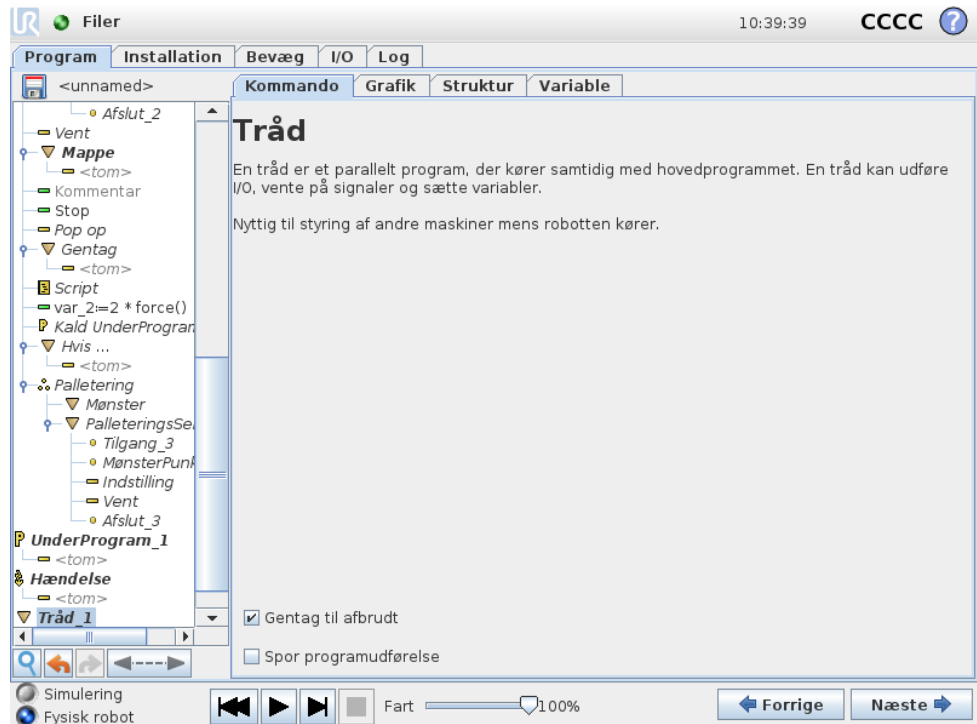 UR Filer 10:39:39 CCCC ?
Program Installation Bevæg I/O Log
<unnamed>
Kommando Grafik Struktur Variable
Afslut_2
Vent
Mappe
<tom>
Kommentar
Stop
Pop op
Gentag
<tom>
Script
var_2:=2 * force()
Kald UnderProgram
Hvis ...
<tom>
Palletering
Mønster
PalleteringsSe
Tilgang_3
MønsterPunk
Indstilling
Vent
Afslut_3
UnderProgram_1
<tom>
Hændelse
<tom>
Tråd_1
Tråd
En tråd er et parallelt program, der kører samtidig med hovedprogrammet. En tråd kan udføre
I/O, vente på signaler og sætte variabler.
Nyttig til styring af andre maskiner mens robotten kører.
Gentag til afbrudt
Spor programudførelse
Simulering
Fysisk robot
Fart 100%
Forrige Næste